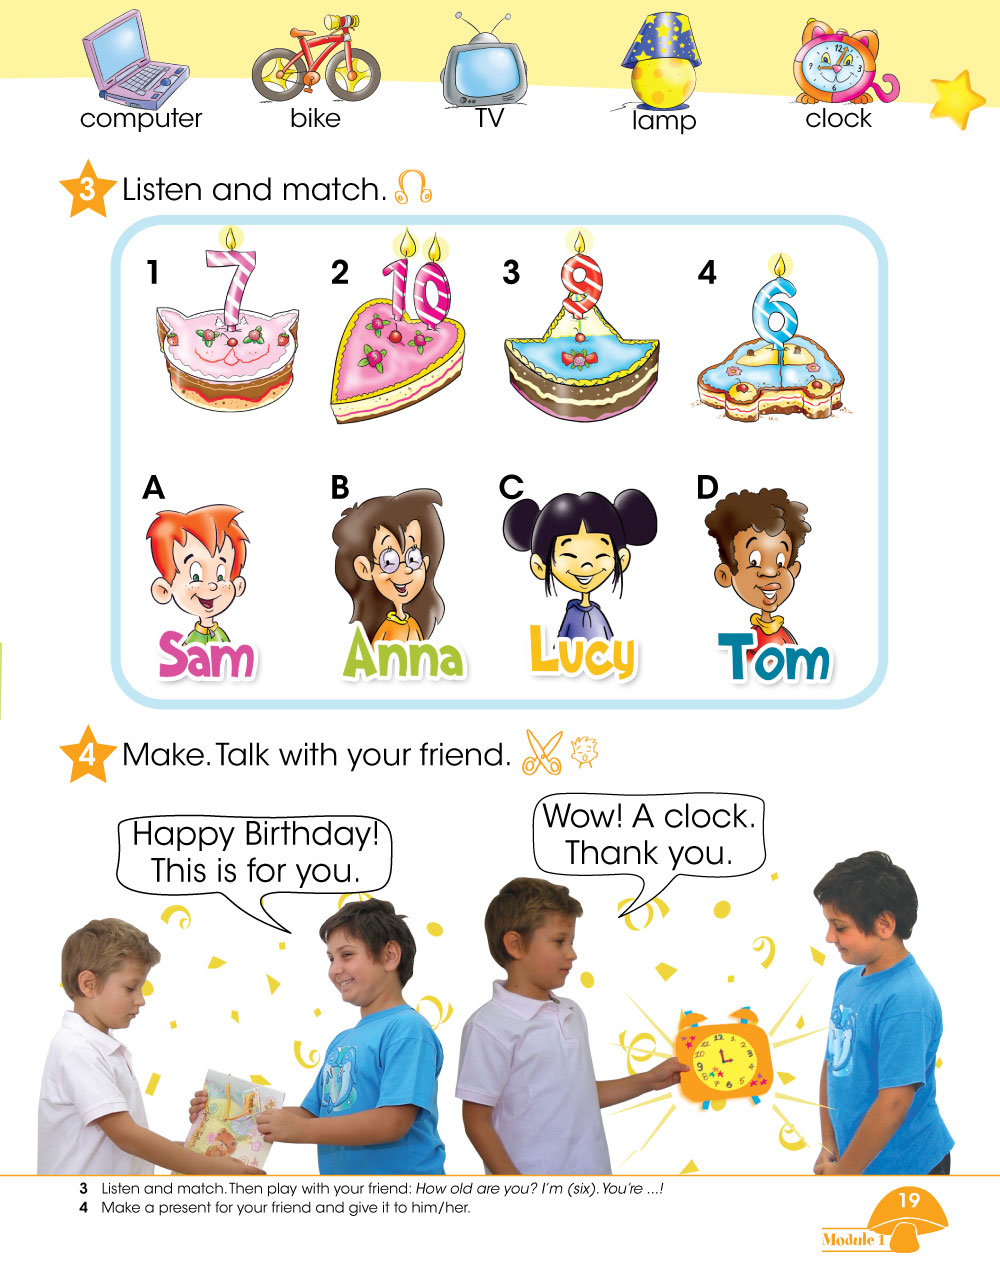 computer bike TV lamp clock
3 Listen and match.
1 2 3 4
7 10 9 6
A B C D
Sam Anna Lucy Tom
4 Make. Talk with your friend.
Happy Birthday!
This is for you.
Wow! A clock.
Thank you.
3 Listen and match. Then play with your friend: How old are you? I'm (six). You're ...!
4 Make a present for your friend and give it to him/her.
19
Module 1